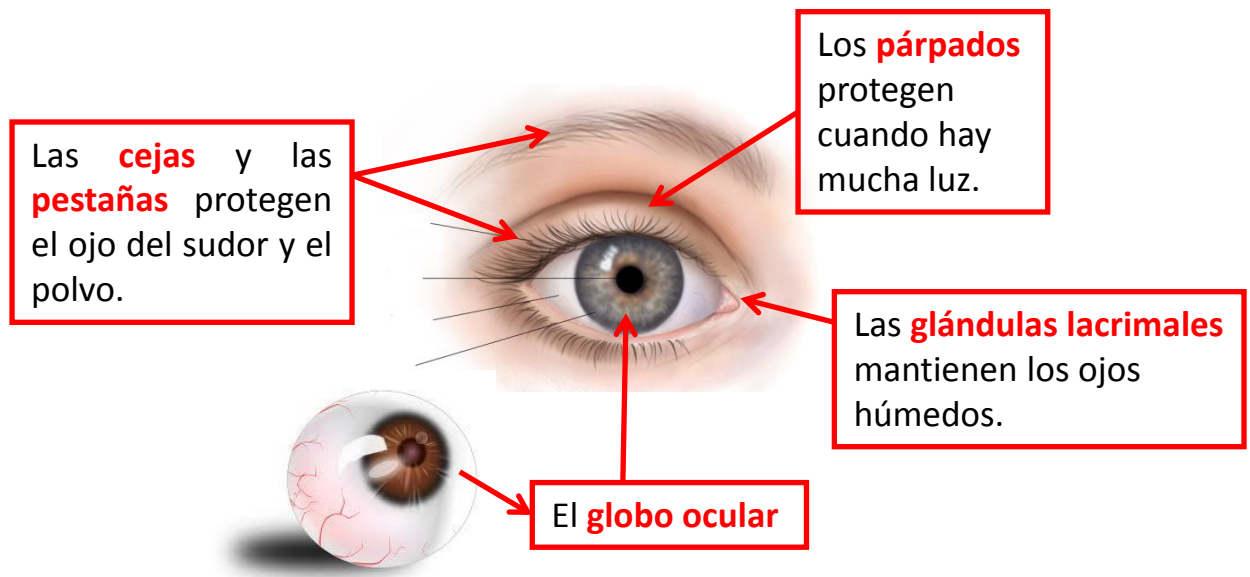 Los párpados
protegen
cuando hay
mucha luz.
Las cejas y las
pestañas protegen
el ojo del sudor y el
polvo.
Las glándulas lacrimales
mantienen los ojos
húmedos.
El globo ocular